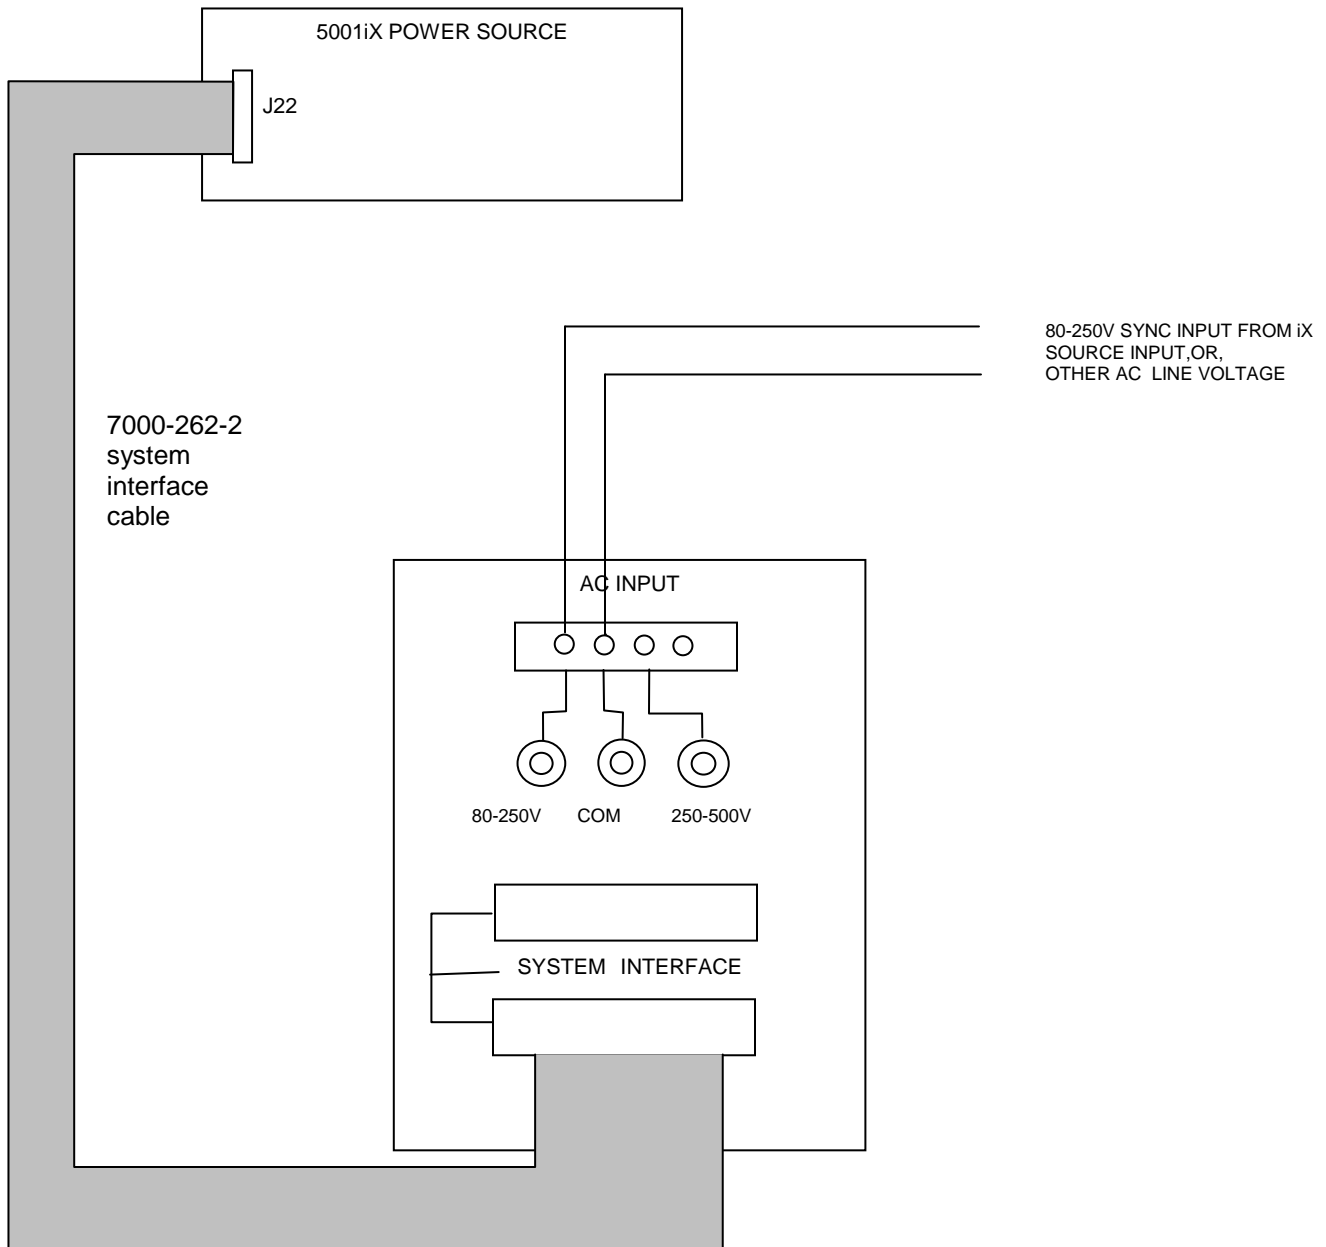 5001iX POWER SOURCE
J22
80-250V SYNC INPUT FROM iX
SOURCE INPUT,OR,
OTHER AC LINE VOLTAGE
7000-262-2
system
interface
cable
AC INPUT
80-250V COM 250-500V
SYSTEM INTERFACE